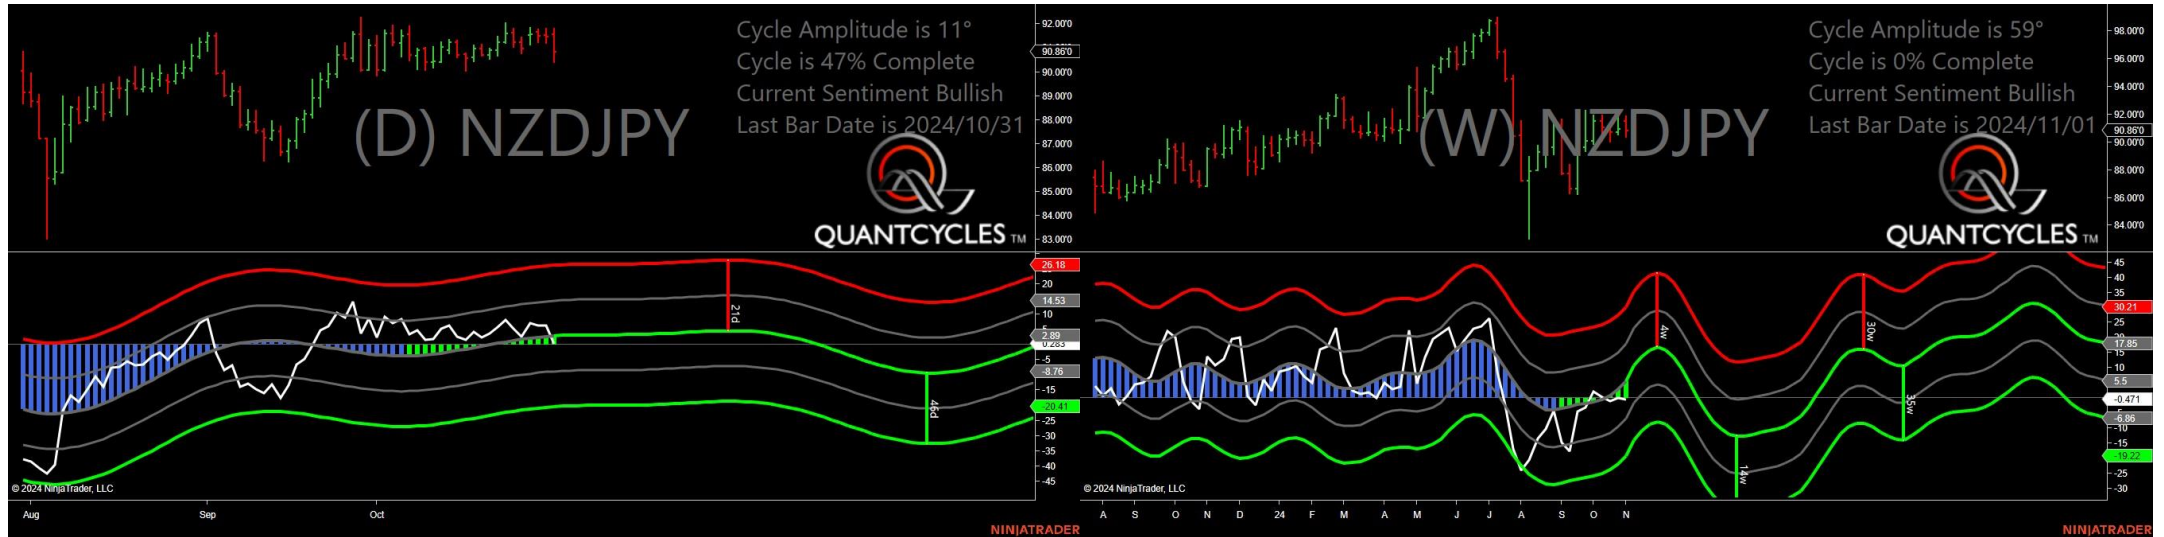 Cycle Amplitude is 11°
Cycle is 47% Complete
Current Sentiment Bullish
Last Bar Date is 2024/10/31
(D) NZDJPY
QUANTCYCLES TM
92.00'0
90.86'0
90.00'0
89.00'0
88.00'0
87.00'0
86.00'0
85.00'0
84.00'0
83.00'0
26.18
20
14.53
10
2.89
0.283
-5
-8.76
-15
-20.41
-25
-30
-35
-40
-45
21d
46d
© 2024 NinjaTrader, LLC
Aug Sep Oct
NINJATRADER
Cycle Amplitude is 59°
Cycle is 0% Complete
Current Sentiment Bullish
Last Bar Date is 2024/11/01
(W) NZDJPY
QUANTCYCLES TM
98.00'0
96.00'0
94.00'0
92.00'0
90.86'0
90.00'0
88.00'0
86.00'0
84.00'0
45
40
35
30.21
25
17.85
15
10
5.5
-0.471
-6.86
-10
-15
-19.22
-25
-30
4w
14w
30w
35w
© 2024 NinjaTrader, LLC
A S O N D 24 F M A M J J A S O N
NINJATRADER